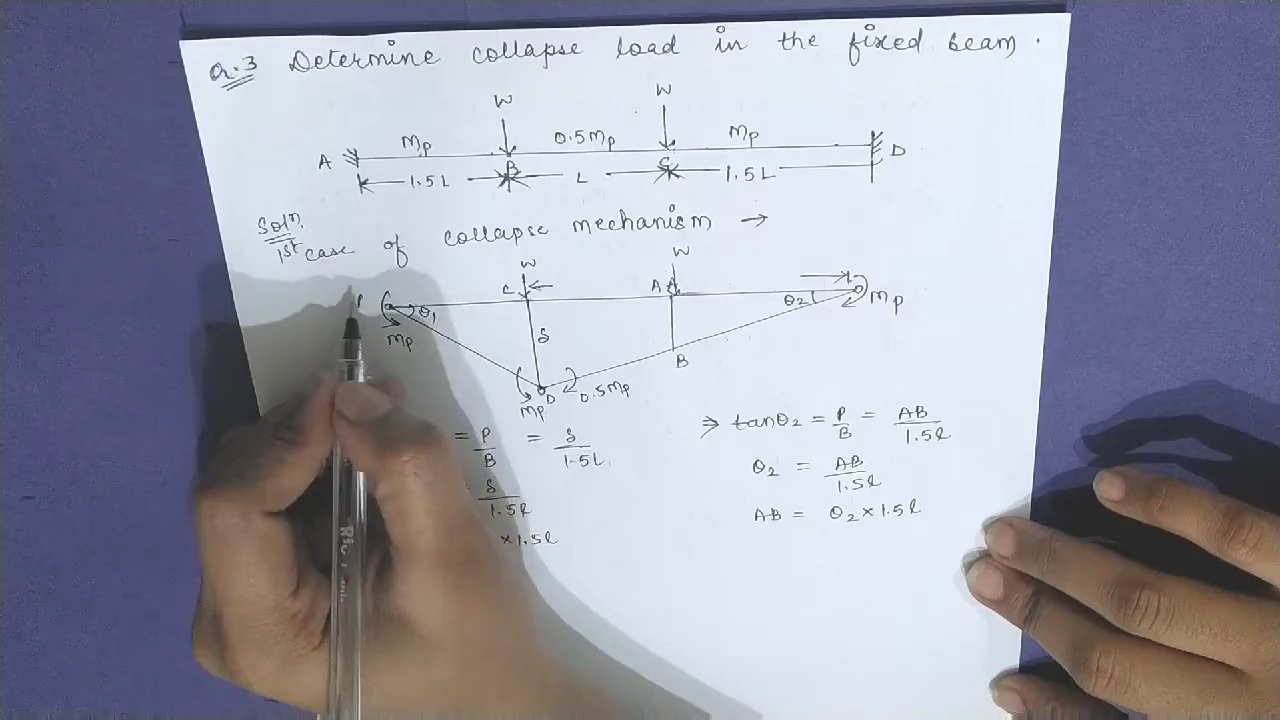 Q.3 Determine collapse load in the fixed beam.
W W
A Mp 0.5Mp Mp D
B C
1.5L L 1.5L
Soln.
1st case of collapse mechanism →
W W
C A
θ1 θ2 Mp
Mp δ
B
D 0.5Mp
Mp
= P/B = δ/1.5L
δ/1.5l
×1.5l
⇒ tanθ2 = P/B = AB/1.5l
θ2 = AB/1.5l
AB = θ2×1.5l